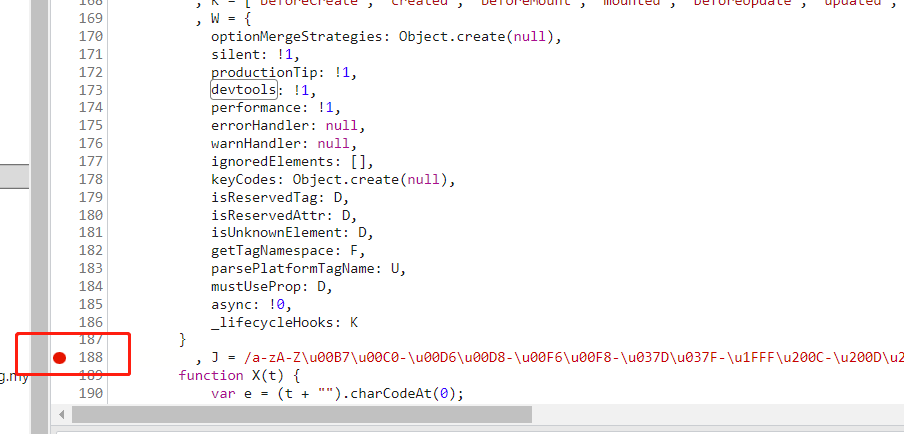 168 , K = ["beforeCreate", "created", "beforeMount", "mounted", "beforeUpdate", "updated",
169 , W = {
170 optionMergeStrategies: Object.create(null),
171 silent: !1,
172 productionTip: !1,
173 devtools: !1,
174 performance: !1,
175 errorHandler: null,
176 warnHandler: null,
177 ignoredElements: [],
178 keyCodes: Object.create(null),
179 isReservedTag: D,
180 isReservedAttr: D,
181 isUnknownElement: D,
182 getTagNamespace: F,
183 parsePlatformTagName: U,
184 mustUseProp: D,
185 async: !0,
186 _lifecycleHooks: K
187 }
188 , J = /a-zA-Z\u00B7\u00C0-\u00D6\u00D8-\u00F6\u00F8-\u037D\u037F-\u1FFF\u200C-\u200D\u2
g.my
189 function X(t) {
190 var e = (t + "").charCodeAt(0);